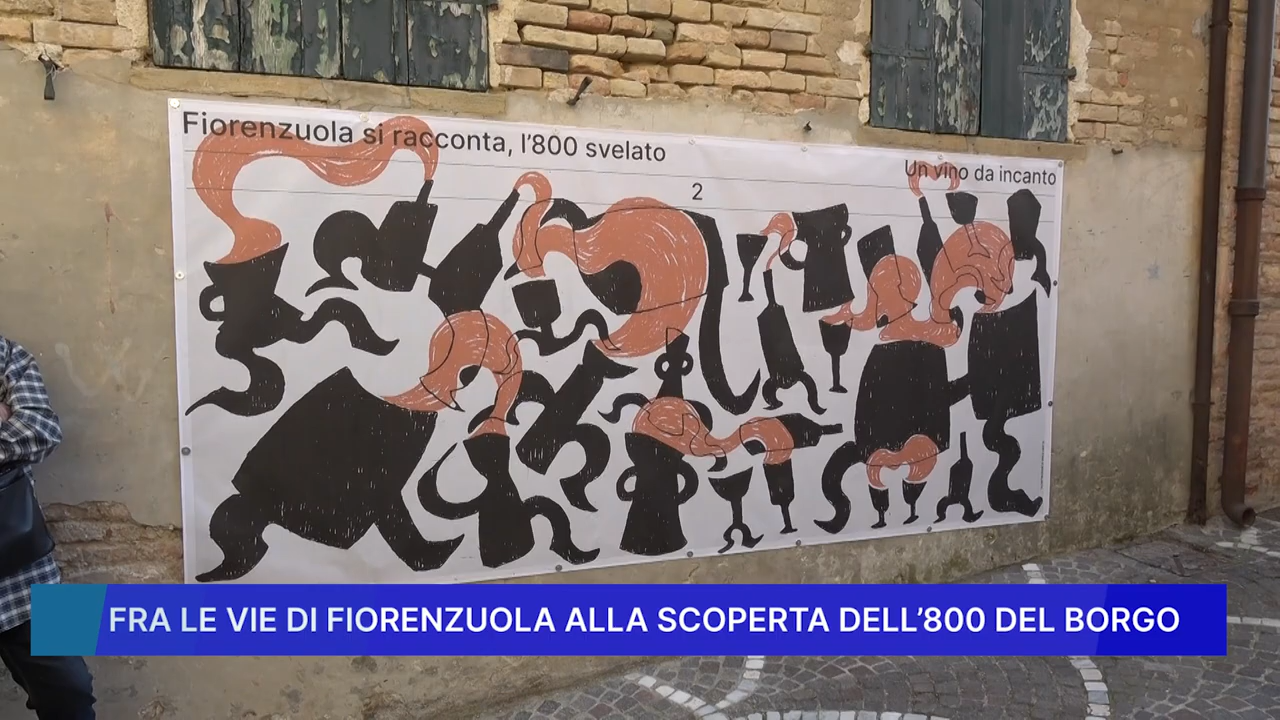 Fiorenzuola si racconta, l'800 svelato
Un vino da incanto
2
FRA LE VIE DI FIORENZUOLA ALLA SCOPERTA DELL'800 DEL BORGO